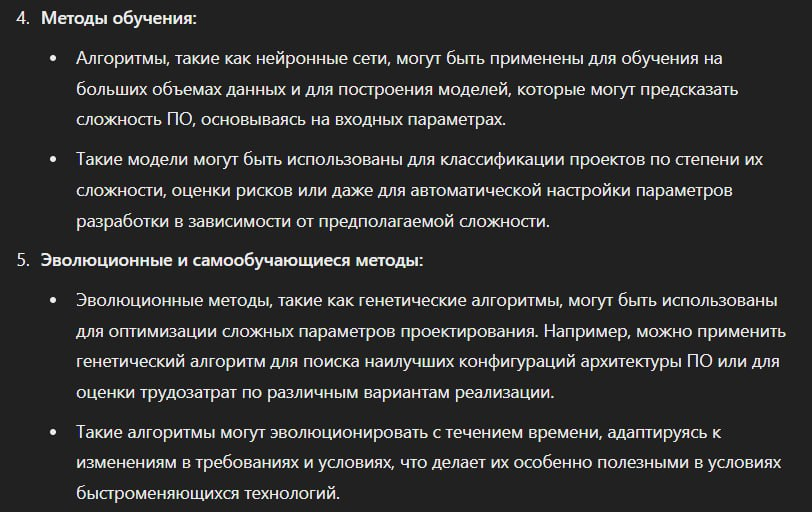 4. Методы обучения:
• Алгоритмы, такие как нейронные сети, могут быть применены для обучения на
больших объемах данных и для построения моделей, которые могут предсказать
сложность ПО, основываясь на входных параметрах.
• Такие модели могут быть использованы для классификации проектов по степени их
сложности, оценки рисков или даже для автоматической настройки параметров
разработки в зависимости от предполагаемой сложности.
5. Эволюционные и самообучающиеся методы:
• Эволюционные методы, такие как генетические алгоритмы, могут быть использованы
для оптимизации сложных параметров проектирования. Например, можно применить
генетический алгоритм для поиска наилучших конфигураций архитектуры ПО или для
оценки трудозатрат по различным вариантам реализации.
• Такие алгоритмы могут эволюционировать с течением времени, адаптируясь к
изменениям в требованиях и условиях, что делает их особенно полезными в условиях
быстроменяющихся технологий.